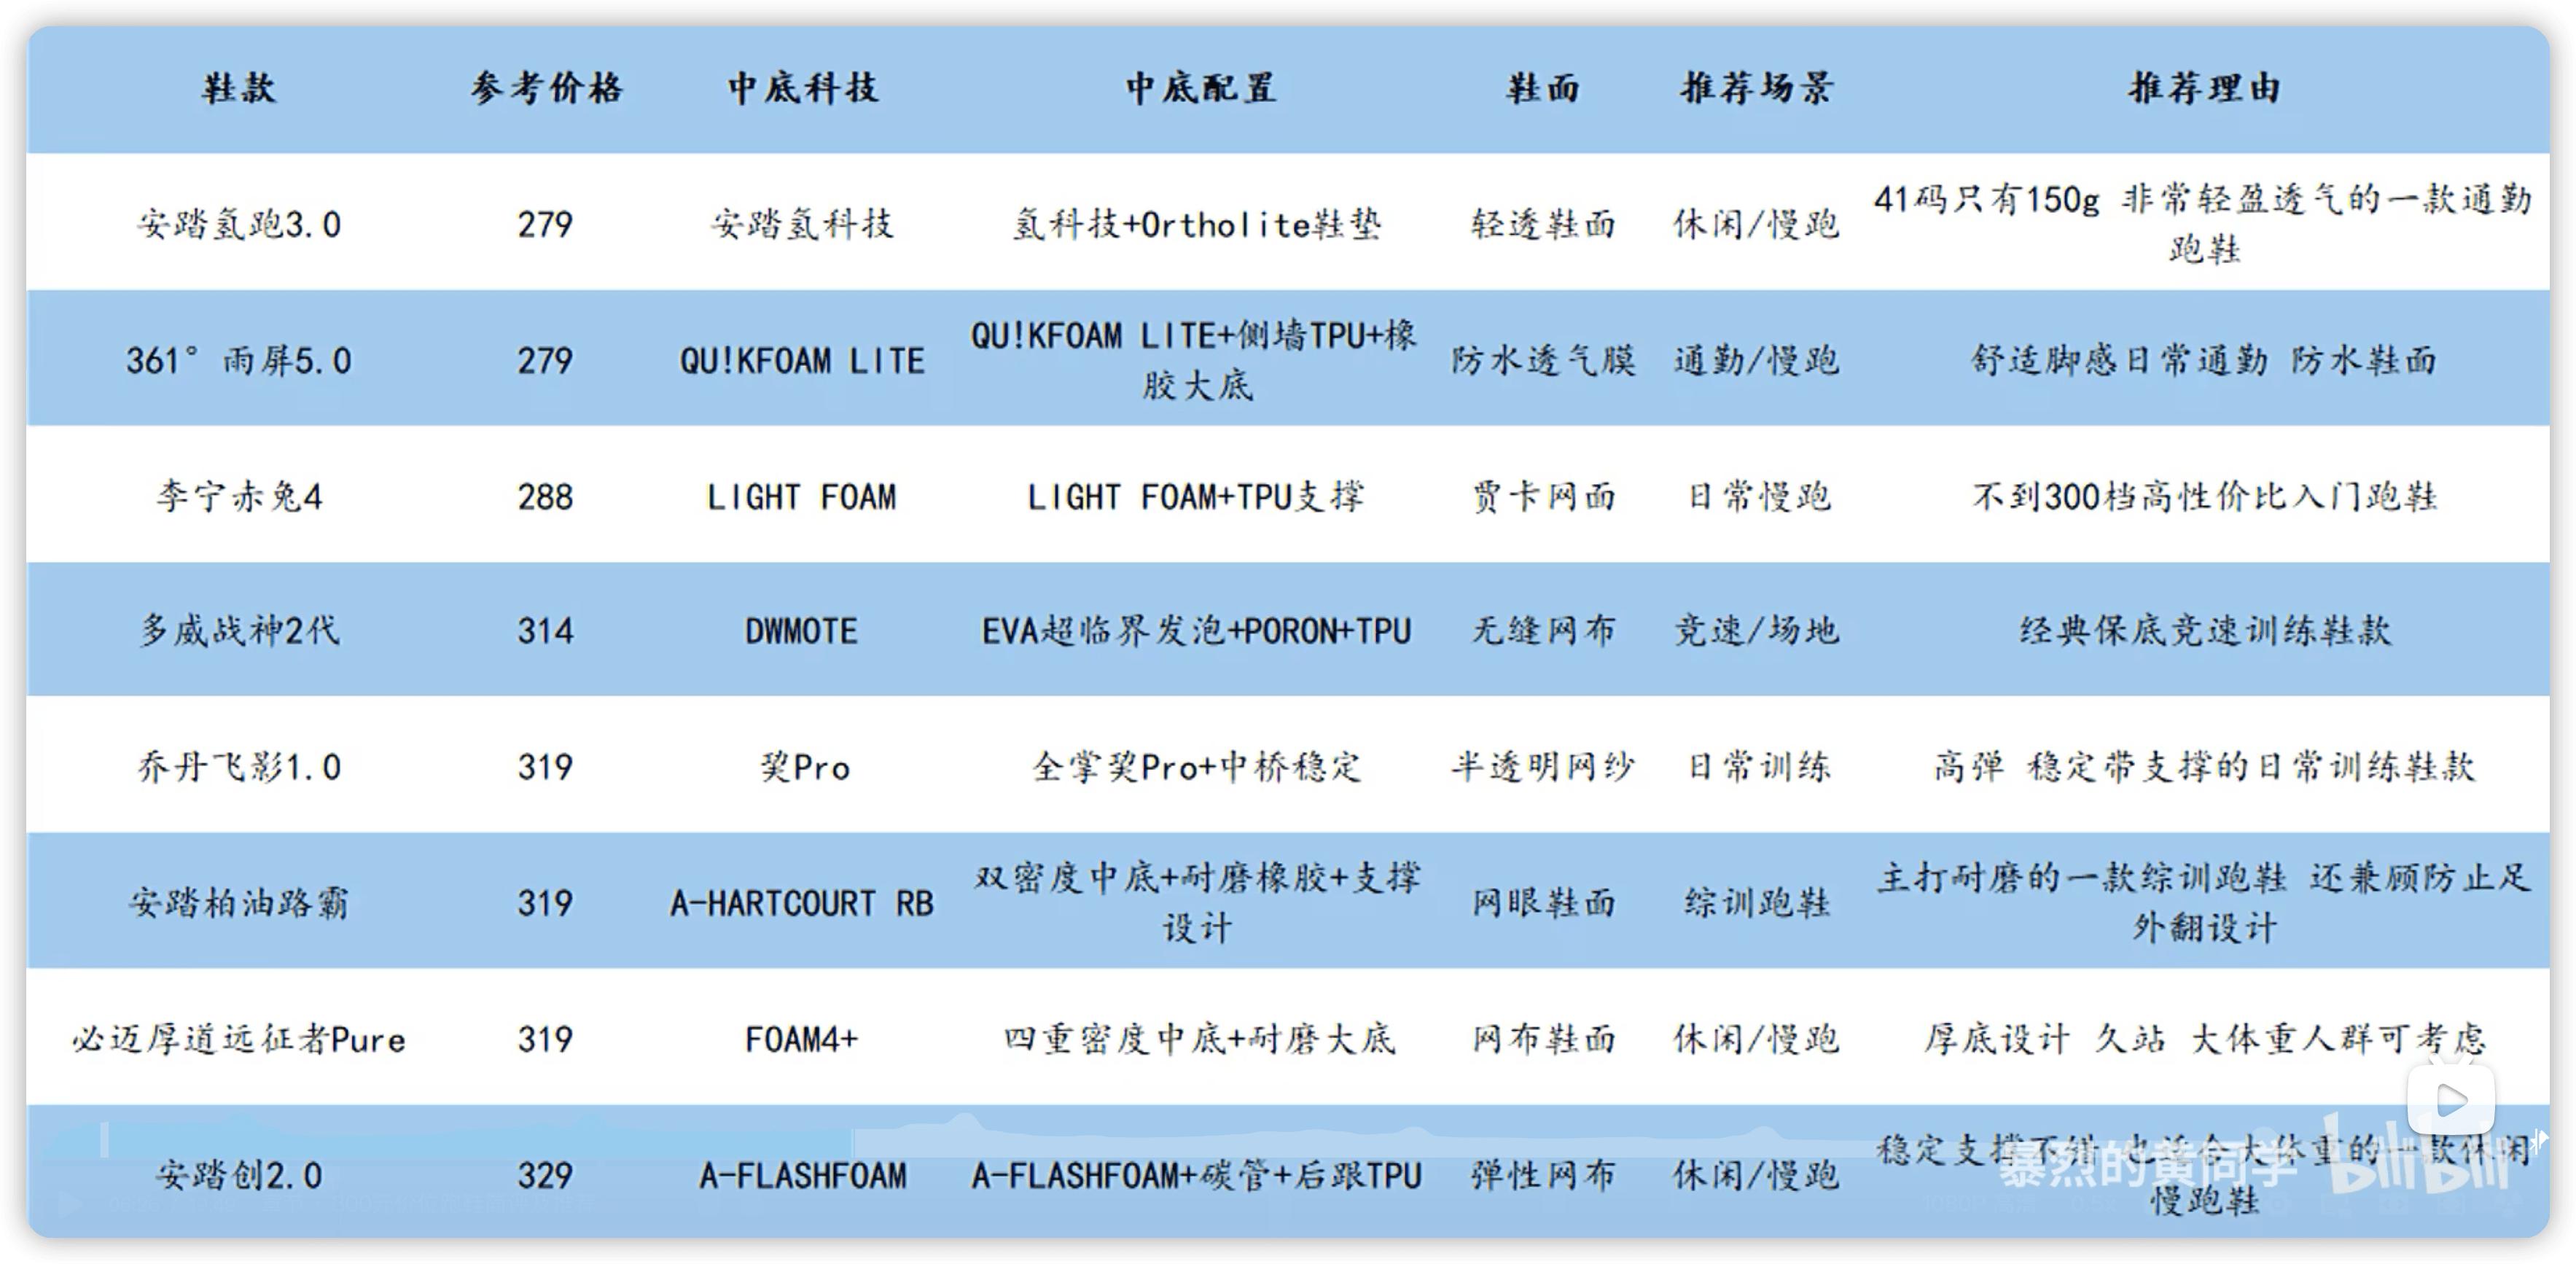 鞋款 参考价格 中底科技 中底配置 鞋面 推荐场景 推荐理由
安踏氢跑3.0 279 安踏氢科技 氢科技+Ortholite鞋垫 轻透鞋面 休闲/慢跑 41码只有150g 非常轻盈透气的一款通勤
跑鞋
361° 雨屏5.0 279 QU!KFOAM LITE QU!KFOAM LITE+侧墙TPU+橡
胶大底 防水透气膜 通勤/慢跑 舒适脚感日常通勤 防水鞋面
李宁赤兔4 288 LIGHT FOAM LIGHT FOAM+TPU支撑 贾卡网面 日常慢跑 不到300档高性价比入门跑鞋
多威战神2代 314 DWMOTE EVA超临界发泡+PORON+TPU 无缝网布 竞速/场地 经典保底竞速训练鞋款
乔丹飞影1.0 319 巭Pro 全掌巭Pro+中桥稳定 半透明网纱 日常训练 高弹 稳定带支撑的日常训练鞋款
安踏柏油路霸 319 A-HARTCOURT RB 双密度中底+耐磨橡胶+支撑
设计 网眼鞋面 综训跑鞋 主打耐磨的一款综训跑鞋 还兼顾防止足
外翻设计
必迈厚道远征者Pure 319 FOAM4+ 四重密度中底+耐磨大底 网布鞋面 休闲/慢跑 厚底设计 久站 大体重人群可考虑
安踏创2.0 329 A-FLASHFOAM A-FLASHFOAM+碳管+后跟TPU 弹性网布 休闲/慢跑 稳定支撑不错 也适合大体重的一款休闲
慢跑鞋
暴烈的黄同学 bilibili